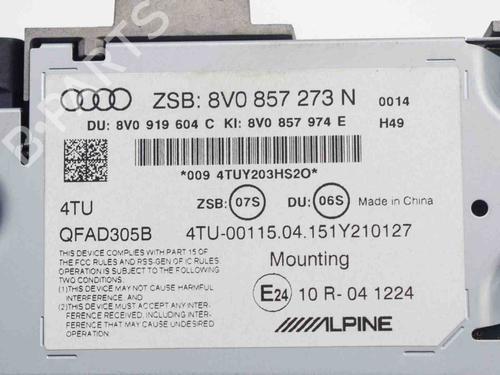 B-PARTS
ZSB: 8V0 857 273 N 0014
DU: 8V0 919 604 C KI: 8V0 857 974 E H49
*009 4TUY203HS2O*
4TU ZSB: 07S DU: 06S Made in China
QFAD305B 4TU-00115.04.151Y210127
THIS DEVICE COMPLIES WITH PART 15 OF
THE FCC RULES AND RSS-GEN OF IC RULES
OPERATION IS SUBJECT TO THE FOLLOWING
TWO CONDITIONS:
(1)THIS DEVICE MAY NOT CAUSE HARMFUL
INTERFERENCE, AND
(2)THIS DEVICE MUST ACCEPT ANY
INTERFERENCE RECEIVED, INCLUDING
INTERFERENCE THAT MAY CAUSE UNDESIRED
OPERATION.
Mounting
E24 10 R-04 1224
ALPINE